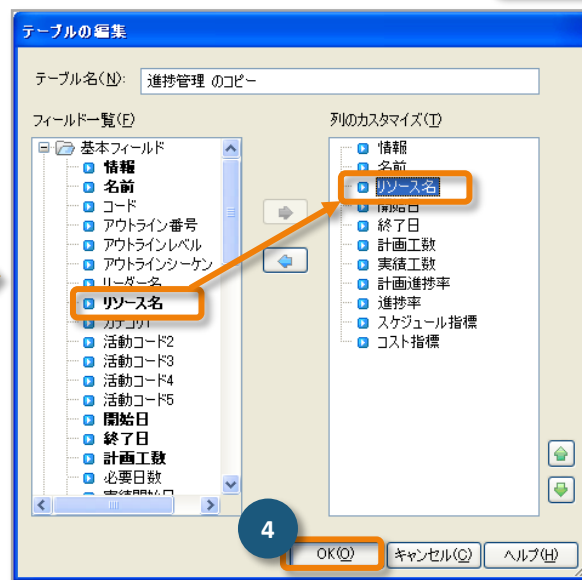 テーブルの編集
テーブル名(N): 進捗管理 のコピー
フィールド一覧(F)
基本フィールド
情報
名前
コード
アウトライン番号
アウトラインレベル
アウトラインシーケン
リーダー名
リソース名
カテゴリ1
活動コード2
活動コード3
活動コード4
活動コード5
開始日
終了日
計画工数
必要日数
実績開始日
列のカスタマイズ(T)
情報
名前
リソース名
開始日
終了日
計画工数
実績工数
計画進捗率
進捗率
スケジュール指標
コスト指標
4
OK(O) キャンセル(C) ヘルプ(H)